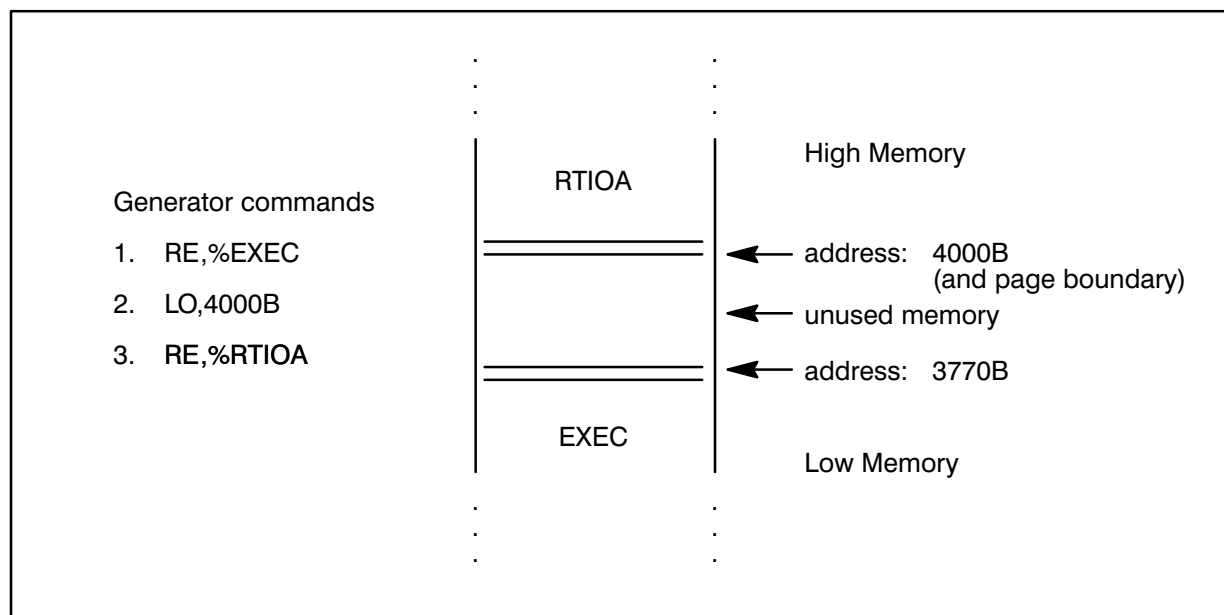 Generator commands
1. RE,%EXEC
2. LO,4000B
3. RE,%RTIOA
.
.
.
.
.
.
RTIOA
EXEC
.
.
.
.
.
.
High Memory
address: 4000B
(and page boundary)
unused memory
address: 3770B
Low Memory